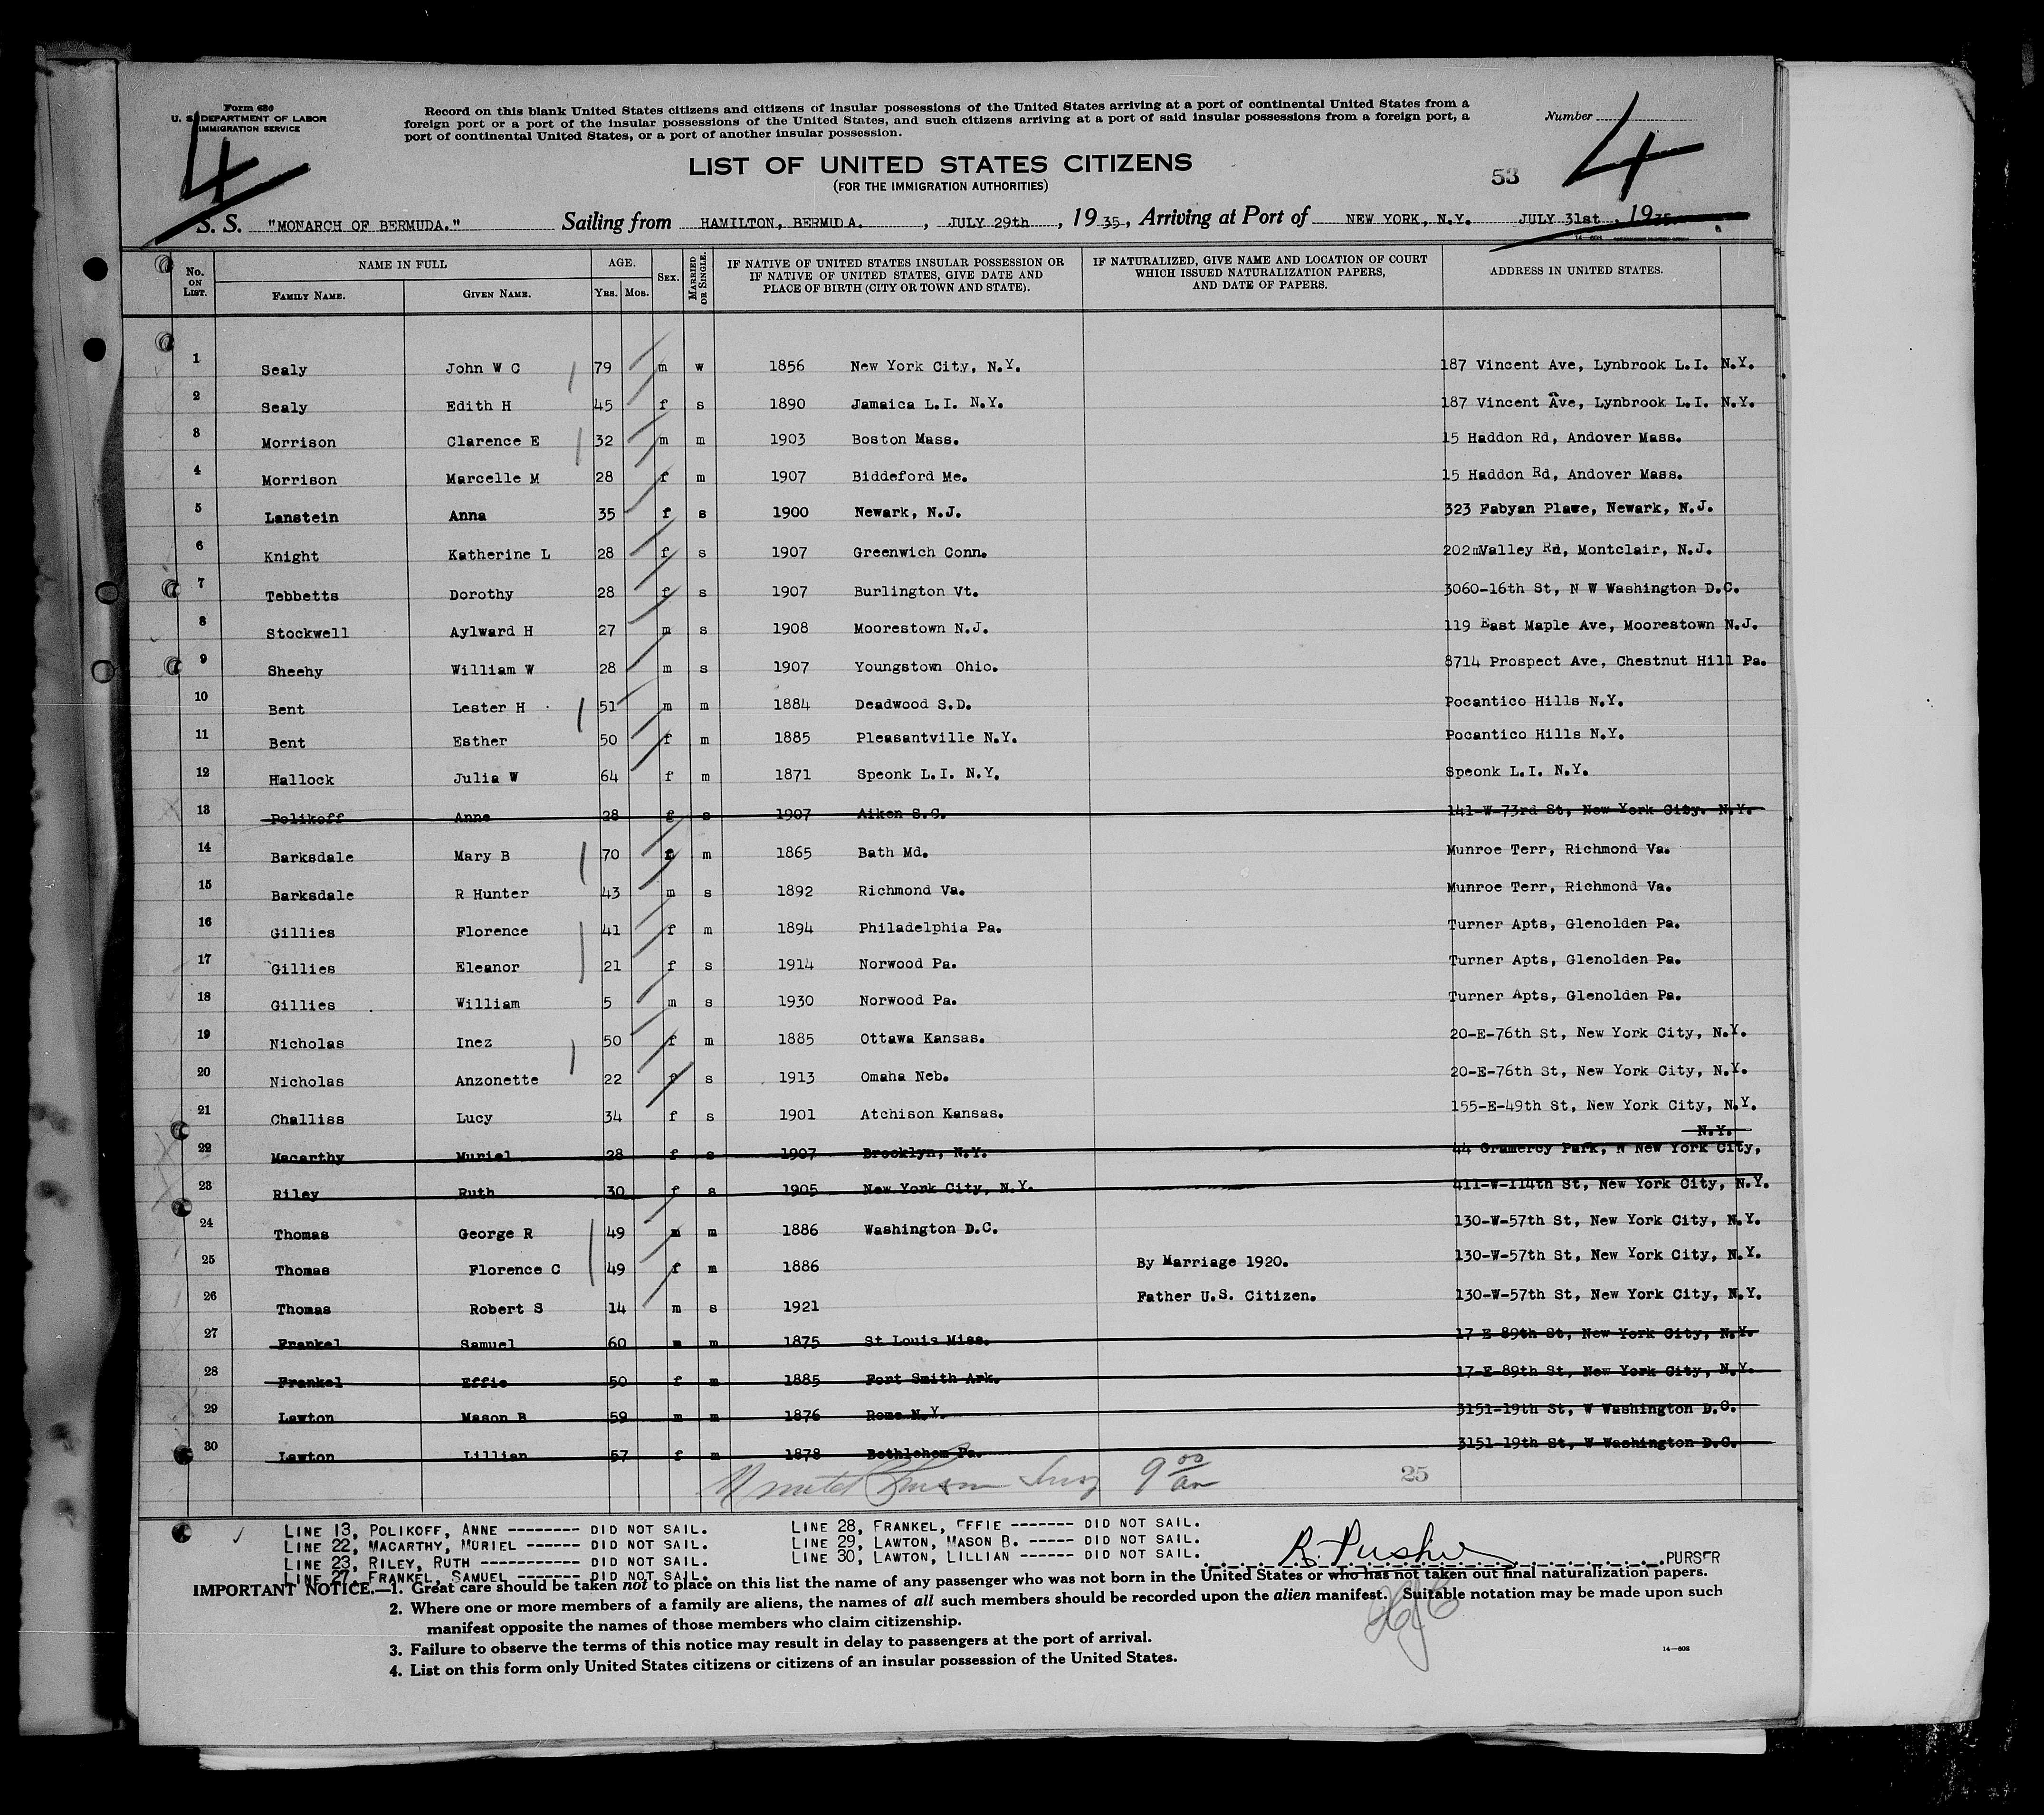 Form 630
U. S. DEPARTMENT OF LABOR
IMMIGRATION SERVICE
4
Record on this blank United States citizens and citizens of insular possessions of the United States arriving at a port of continental United States from a
foreign port or a port of the insular possessions of the United States, and such citizens arriving at a port of said insular possessions from a foreign port, a
port of continental United States, or a port of another insular possession.
Number
4
LIST OF UNITED STATES CITIZENS
(FOR THE IMMIGRATION AUTHORITIES)
53
S. S. "MONARCH OF BERMUDA." Sailing from HAMILTON, BERMUDA. , JULY 29th , 1935, Arriving at Port of NEW YORK, N.Y. JULY 31st , 1935
No. ON LIST. NAME IN FULL FAMILY NAME. GIVEN NAME. AGE. YRS. MOS. SEX. MARRIED OR SINGLE. IF NATIVE OF UNITED STATES INSULAR POSSESSION OR IF NATIVE OF UNITED STATES, GIVE DATE AND PLACE OF BIRTH (CITY OR TOWN AND STATE). IF NATURALIZED, GIVE NAME AND LOCATION OF COURT WHICH ISSUED NATURALIZATION PAPERS, AND DATE OF PAPERS. ADDRESS IN UNITED STATES.
1 Sealy John W C 79 m w 1856 New York City, N.Y. 187 Vincent Ave, Lynbrook L.I. N.Y.
2 Sealy Edith H 45 f s 1890 Jamaica L.I. N.Y. 187 Vincent Ave, Lynbrook L.I. N.Y.
3 Morrison Clarence E 32 m m 1903 Boston Mass. 15 Haddon Rd, Andover Mass.
4 Morrison Marcelle M 28 f m 1907 Biddeford Me. 15 Haddon Rd, Andover Mass.
5 Lanstein Anna 35 f s 1900 Newark, N.J. 323 Fabyan Place, Newark, N.J.
6 Knight Katherine L 28 f s 1907 Greenwich Conn. 202mValley Rd, Montclair, N.J.
7 Tebbetts Dorothy 28 f s 1907 Burlington Vt. 3060-16th St, N W Washington D.C.
8 Stockwell Aylward H 27 m s 1908 Moorestown N.J. 119 East Maple Ave, Moorestown N.J.
9 Sheehy William W 28 m s 1907 Youngstown Ohio. 8714 Prospect Ave, Chestnut Hill Pa.
10 Bent Lester H 51 m m 1884 Deadwood S.D. Pocantico Hills N.Y.
11 Bent Esther 50 f m 1885 Pleasantville N.Y. Pocantico Hills N.Y.
12 Hallock Julia W 64 f m 1871 Speonk L.I. N.Y. Speonk L.I. N.Y.
13 Polikoff Anne 28 f s 1907 Aiken S.C. 141-W-73rd St, New York City. N.Y.
14 Barksdale Mary B 70 f m 1865 Bath Md. Munroe Terr, Richmond Va.
15 Barksdale R Hunter 43 m s 1892 Richmond Va. Munroe Terr, Richmond Va.
16 Gillies Florence 41 f m 1894 Philadelphia Pa. Turner Apts, Glenolden Pa.
17 Gillies Eleanor 21 f s 1914 Norwood Pa. Turner Apts, Glenolden Pa.
18 Gillies William 5 m s 1930 Norwood Pa. Turner Apts, Glenolden Pa.
19 Nicholas Inez 50 f m 1885 Ottawa Kansas. 20-E-76th St, New York City, N.Y.
20 Nicholas Anzonette 22 f s 1913 Omaha Neb. 20-E-76th St, New York City, N.Y.
21 Challiss Lucy 34 f s 1901 Atchison Kansas. 155-E-49th St, New York City, N.Y.
N.Y.
22 Macarthy Muriel 28 f s 1907 Brooklyn, N.Y. 44 Gramercy Park, N New York City,
23 Riley Ruth 30 f s 1905 New York City, N.Y. 411-W-114th St, New York City, N.Y.
24 Thomas George R 49 m m 1886 Washington D.C. 130-W-57th St, New York City, N.Y.
25 Thomas Florence C 49 f m 1886 By Marriage 1920. 130-W-57th St, New York City, N.Y.
26 Thomas Robert S 14 m s 1921 Father U.S. Citizen. 130-W-57th St, New York City, N.Y.
27 Frankel Samuel 60 m m 1875 St Louis Miss. 17 E-89th St, New York City, N.Y.
28 Frankel Effie 50 f m 1885 Fort Smith Ark. 17-E-89th St, New York City, N.Y.
29 Lawton Mason B 59 m m 1876 Rome N.Y. 3151-19th St, W Washington D.C.
30 Lawton Lillian 57 f m 1878 Bethlehem Pa. 3151-19th St, W Washington D.C.
9 00 am 25
LINE 13, POLIKOFF, ANNE -------- DID NOT SAIL.
LINE 22, MACARTHY, MURIEL ------ DID NOT SAIL.
LINE 23, RILEY, RUTH ----------- DID NOT SAIL.
LINE 27, FRANKEL, SAMUEL ------- DID NOT SAIL.
LINE 28, FRANKEL, EFFIE ------- DID NOT SAIL.
LINE 29, LAWTON, MASON B. ----- DID NOT SAIL.
LINE 30, LAWTON, LILLIAN ------ DID NOT SAIL.
PURSER
IMPORTANT NOTICE.—1. Great care should be taken not to place on this list the name of any passenger who was not born in the United States or who has not taken out final naturalization papers.
2. Where one or more members of a family are aliens, the names of all such members should be recorded upon the alien manifest. Suitable notation may be made upon such
manifest opposite the names of those members who claim citizenship.
3. Failure to observe the terms of this notice may result in delay to passengers at the port of arrival.
4. List on this form only United States citizens or citizens of an insular possession of the United States.
14—608